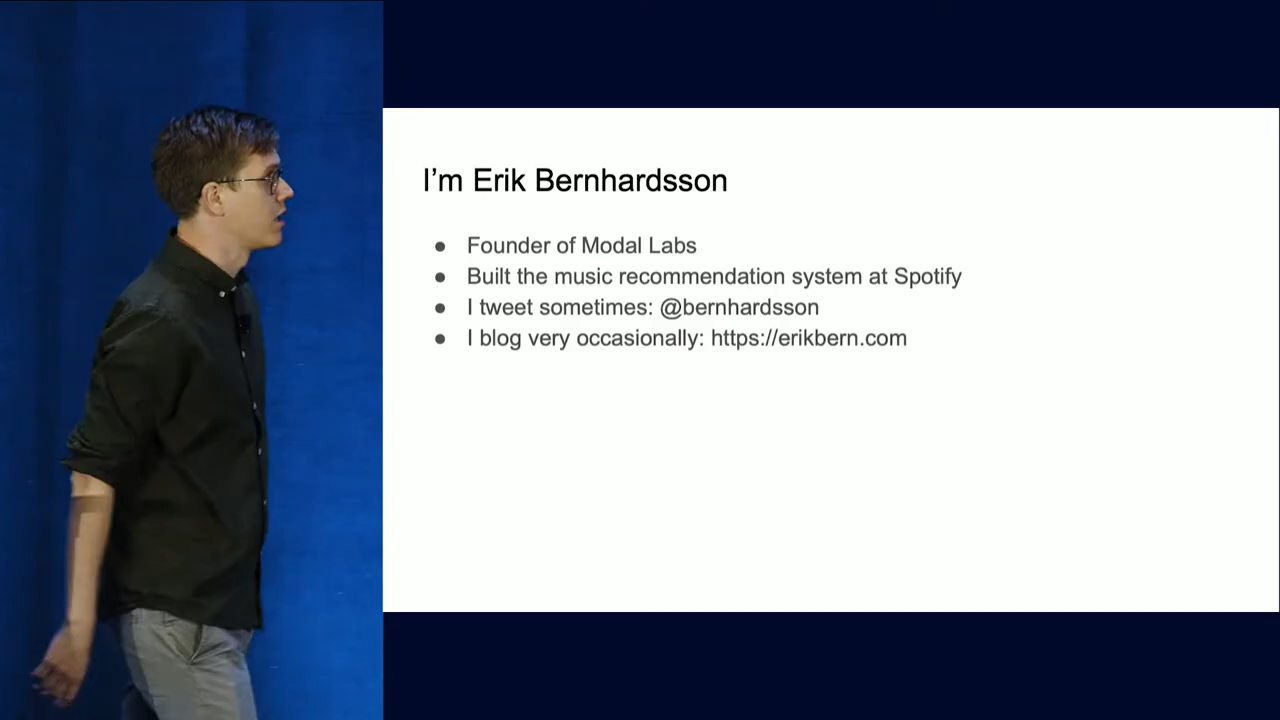 I’m Erik Bernhardsson
● Founder of Modal Labs
● Built the music recommendation system at Spotify
● I tweet sometimes: @bernhardsson
● I blog very occasionally: https://erikbern.com